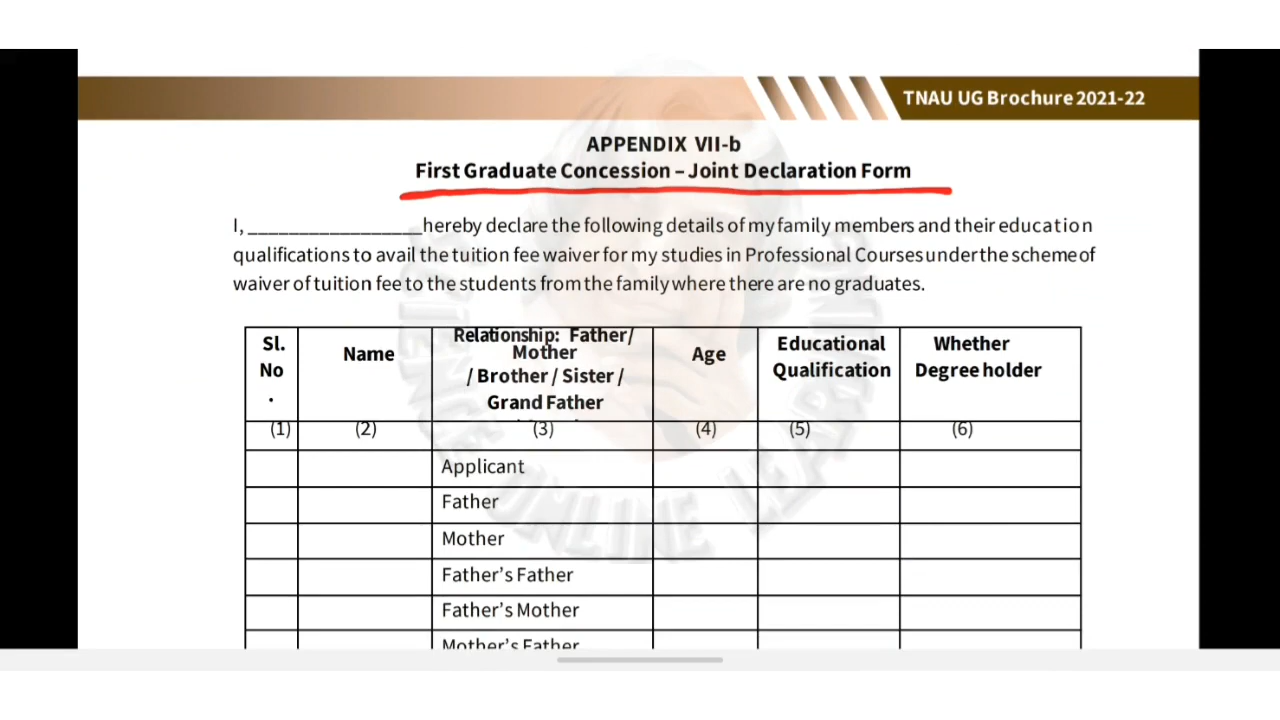 TNAU UG Brochure 2021-22
APPENDIX VII-b
First Graduate Concession – Joint Declaration Form
I, _________________hereby declare the following details of my family members and their education
qualifications to avail the tuition fee waiver for my studies in Professional Courses under the scheme of
waiver of tuition fee to the students from the family where there are no graduates.
Sl. No . Name Relationship: Father/ Mother / Brother / Sister / Grand Father Age Educational Qualification Whether Degree holder
(1) (2) (3) (4) (5) (6)
Applicant
Father
Mother
Father’s Father
Father’s Mother
Mother’s Father
ONLINE